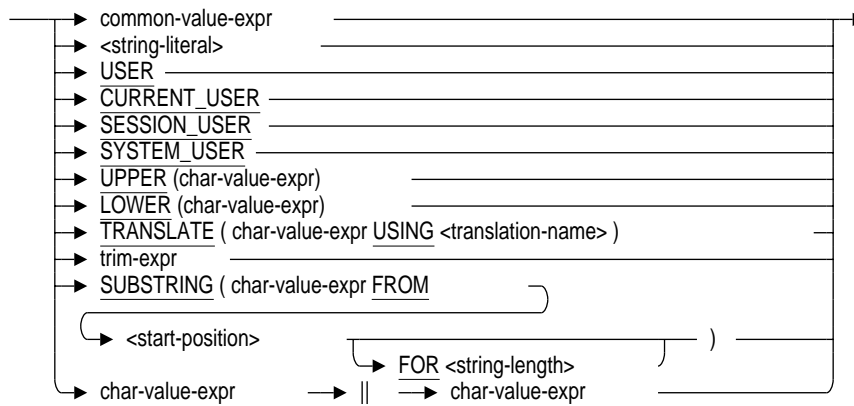 common-value-expr
<string-literal>
USER
CURRENT_USER
SESSION_USER
SYSTEM_USER
UPPER (char-value-expr)
LOWER (char-value-expr)
TRANSLATE ( char-value-expr USING <translation-name> )
trim-expr
SUBSTRING ( char-value-expr FROM
<start-position> )
FOR <string-length>
char-value-expr || char-value-expr